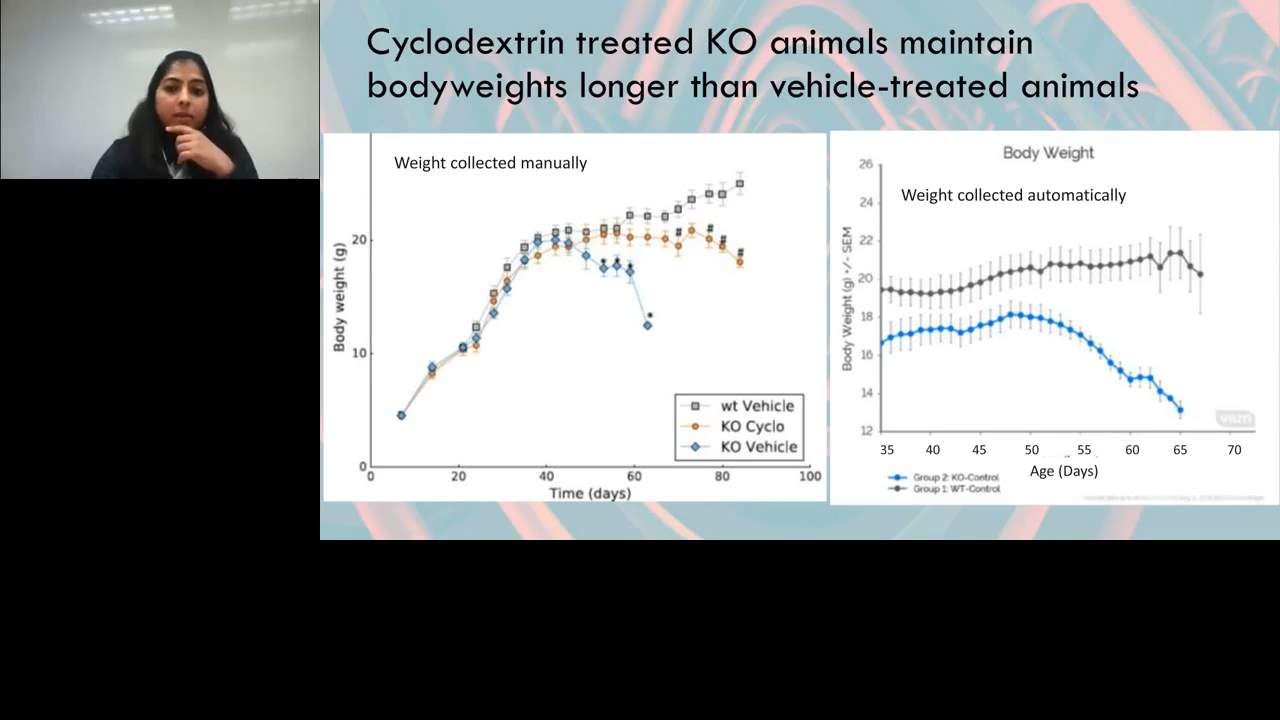 Cyclodextrin treated KO animals maintain
bodyweights longer than vehicle-treated animals
Weight collected manually
Body weight (g)
20
10
0
0 20 40 60 80 100
Time (days)
* * *
*
# # # #
wt Vehicle
KO Cyclo
KO Vehicle
Body Weight
Weight collected automatically
Body Weight (g) +/- SEM
26
24
22
20
18
16
14
12
35 40 45 50 55 60 65 70
Age (Days)
Group 2: KO-Control
Group 1: WT-Control
vium